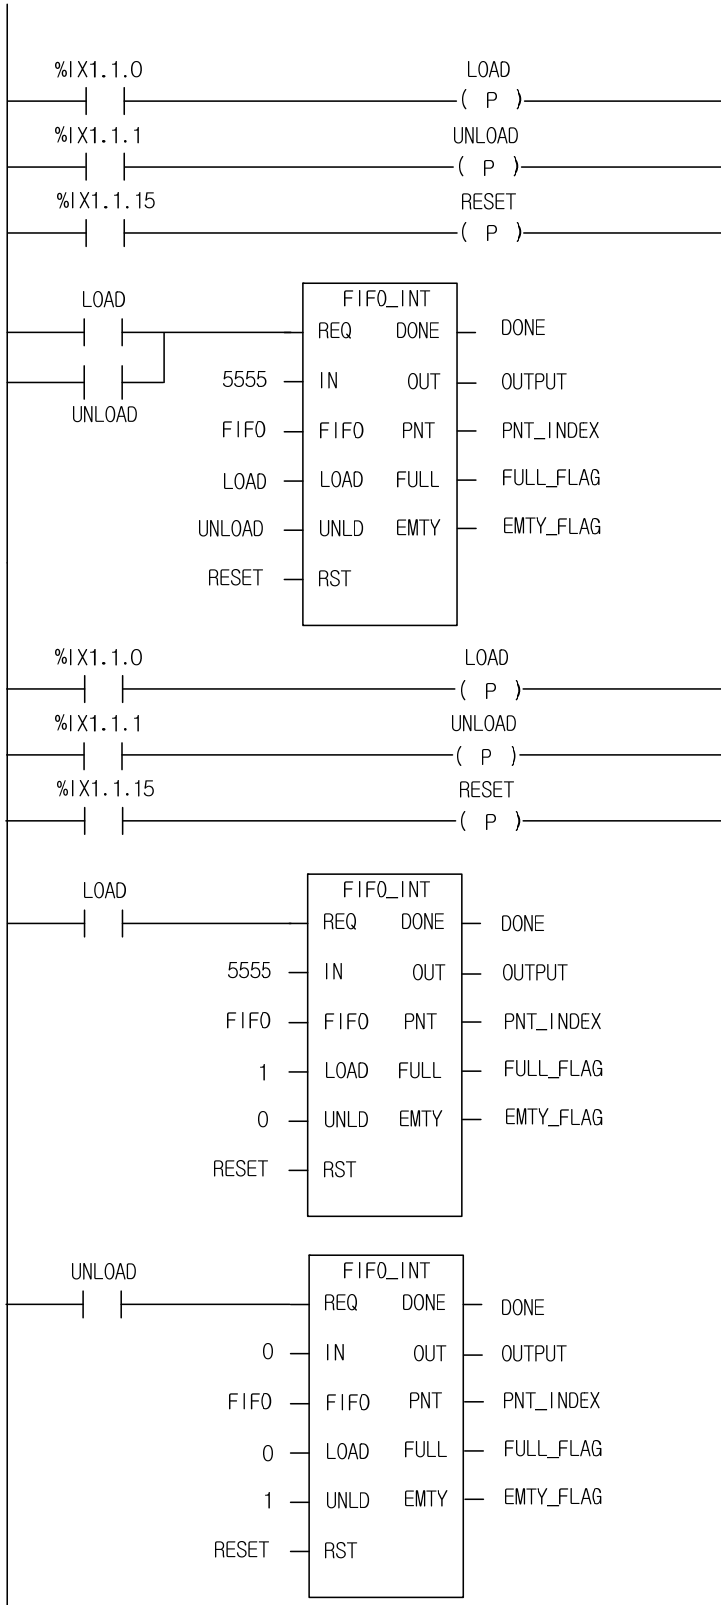 %IX1.1.0 LOAD
( P )
%IX1.1.1 UNLOAD
( P )
%IX1.1.15 RESET
( P )
LOAD FIFO_INT
REQ DONE DONE
5555 IN OUT OUTPUT
UNLOAD
FIFO FIFO PNT PNT_INDEX
LOAD LOAD FULL FULL_FLAG
UNLOAD UNLD EMTY EMTY_FLAG
RESET RST
%IX1.1.0 LOAD
( P )
%IX1.1.1 UNLOAD
( P )
%IX1.1.15 RESET
( P )
LOAD FIFO_INT
REQ DONE DONE
5555 IN OUT OUTPUT
FIFO FIFO PNT PNT_INDEX
1 LOAD FULL FULL_FLAG
0 UNLD EMTY EMTY_FLAG
RESET RST
UNLOAD FIFO_INT
REQ DONE DONE
0 IN OUT OUTPUT
FIFO FIFO PNT PNT_INDEX
0 LOAD FULL FULL_FLAG
1 UNLD EMTY EMTY_FLAG
RESET RST